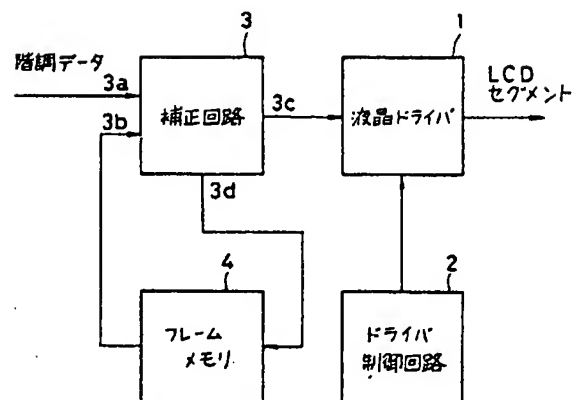 3
1
階調データ
3a
3b
補正回路
3c
液晶ドライバ
LCD
セグメント
3d
4
2
フレーム
メモリ
ドライバ
制御回路